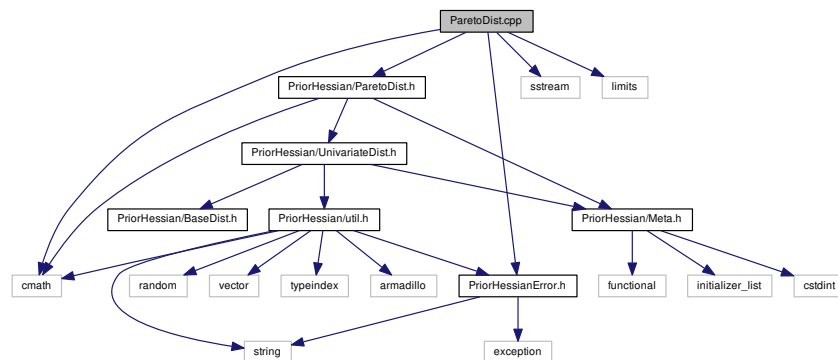 ParetoDist.cpp
PriorHessian/ParetoDist.h
sstream
limits
PriorHessian/UnivariateDist.h
PriorHessian/BaseDist.h
PriorHessian/util.h
PriorHessian/Meta.h
cmath
random
vector
typeindex
armadillo
PriorHessianError.h
functional
initializer_list
cstdint
string
exception